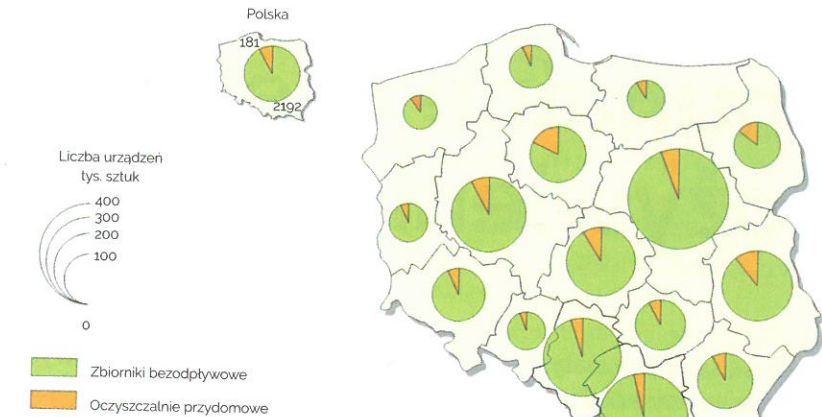 Polska
181
2192
Liczba urządzeń
tys. sztuk
400
300
200
100
0
Zbiorniki bezodpływowe
Oczyszczalnie przydomowe